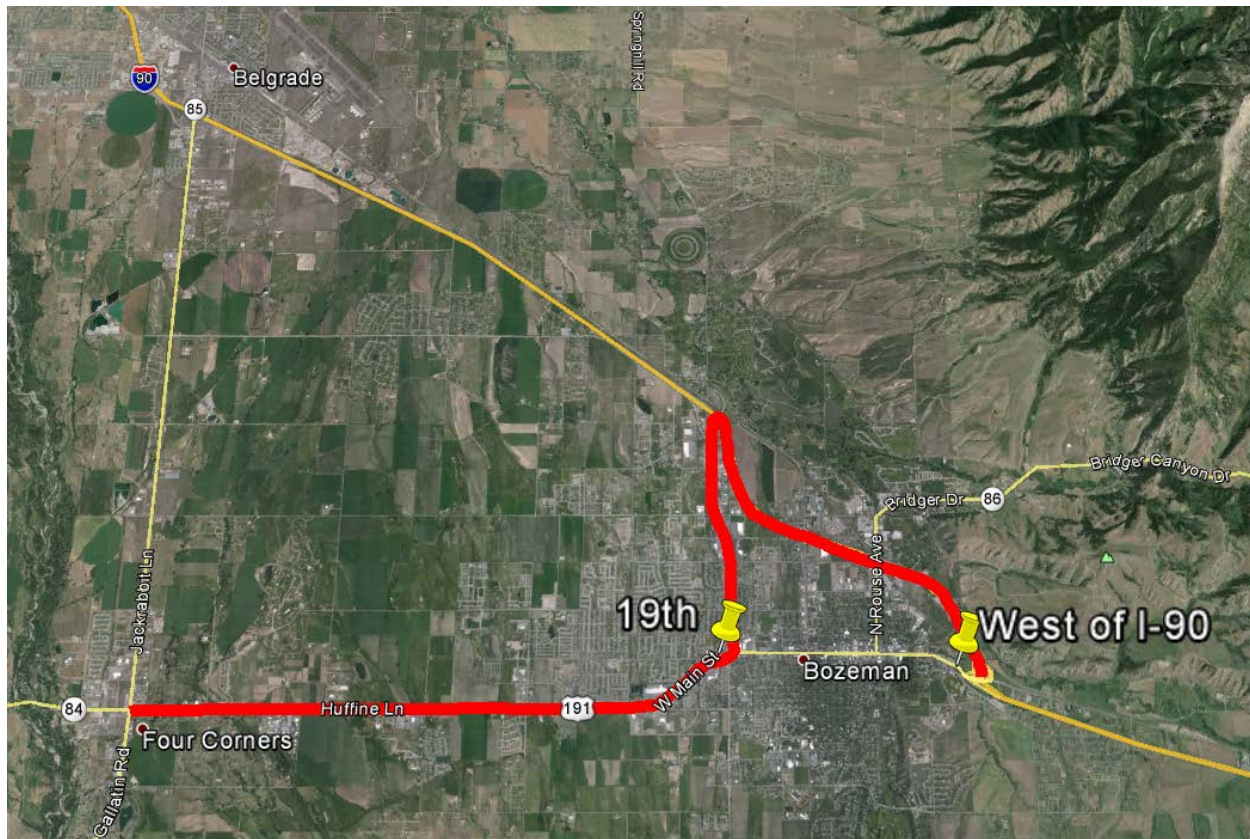 Springhill Rd
Belgrade
90
85
Bridger Canyon Dr
Bridger Dr
86
Jackrabbit Ln
N Rouse Ave
19th
West of I-90
Bozeman
W Main St
84
Huffine Ln
191
Four Corners
Gallatin Rd